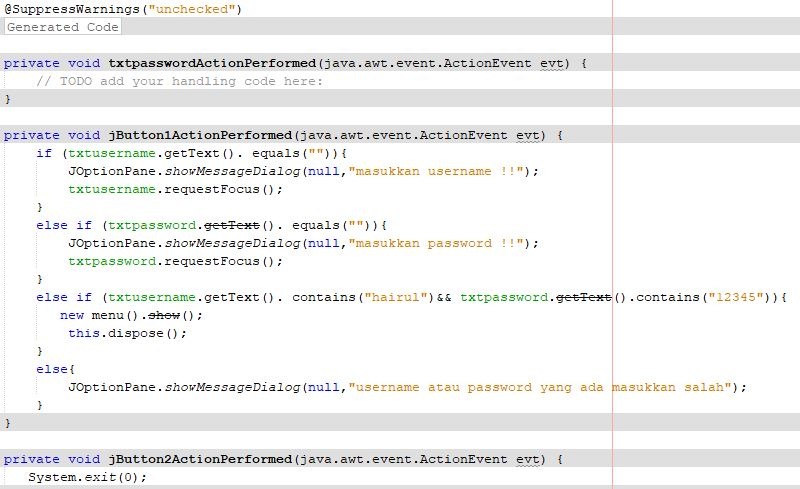 @SuppressWarnings("unchecked")
Generated Code
private void txtpasswordActionPerformed(java.awt.event.ActionEvent evt) {
// TODO add your handling code here:
}
private void jButton1ActionPerformed(java.awt.event.ActionEvent evt) {
if (txtusername.getText(). equals("")){
JOptionPane.showMessageDialog(null,"masukkan username !!");
txtusername.requestFocus();
}
else if (txtpassword.getText(). equals("")){
JOptionPane.showMessageDialog(null,"masukkan password !!");
txtpassword.requestFocus();
}
else if (txtusername.getText(). contains("hairul")&& txtpassword.getText().contains("12345")){
new menu().show();
this.dispose();
}
else{
JOptionPane.showMessageDialog(null,"username atau password yang ada masukkan salah");
}
}
private void jButton2ActionPerformed(java.awt.event.ActionEvent evt) {
System.exit(0);